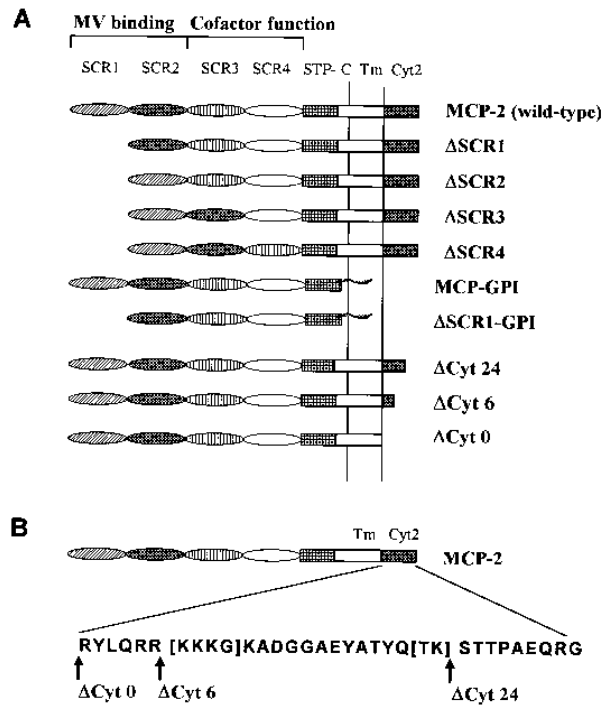 A
MV binding Cofactor function
SCR1 SCR2 SCR3 SCR4 STP- C Tm Cyt2
MCP-2 (wild-type)
ΔSCR1
ΔSCR2
ΔSCR3
ΔSCR4
MCP-GPI
ΔSCR1-GPI
ΔCyt 24
ΔCyt 6
ΔCyt 0
B
Tm Cyt2
MCP-2
RYLQRR [KKKG]KADGGAEYATYQ[TK] STTPAEQRG
ΔCyt 0 ΔCyt 6 ΔCyt 24